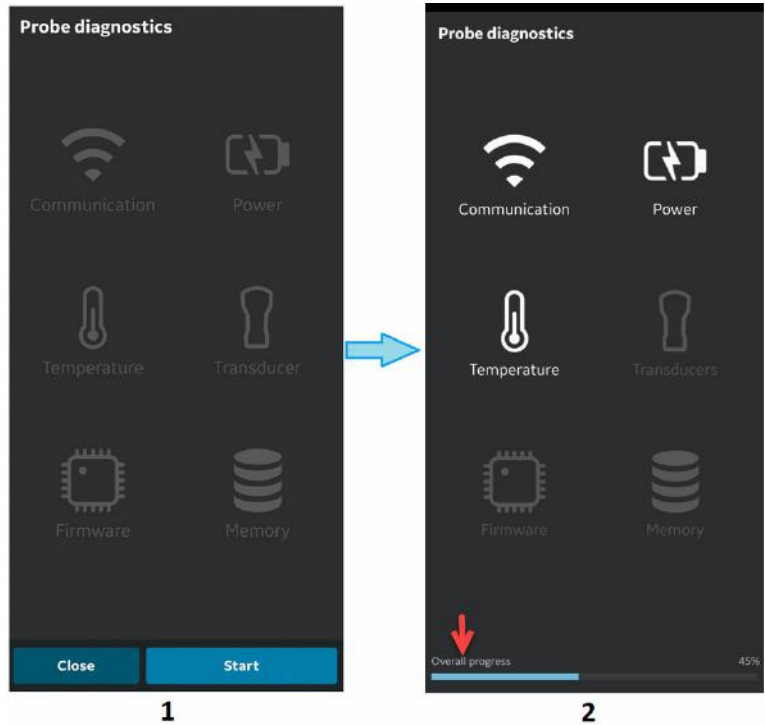 Probe diagnostics
Communication
Power
Temperature
Transducer
Firmware
Memory
Close
Start
1
Probe diagnostics
Communication
Power
Temperature
Transducers
Firmware
Memory
Overall progress
45%
2